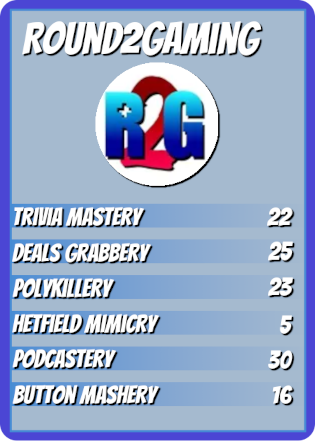 ROUND2GAMING
R2G
TRIVIA MASTERY 22
DEALS GRABBERY 25
POLYKILLERY 23
HETFIELD MIMICRY 5
PODCASTERY 30
BUTTON MASHERY 16